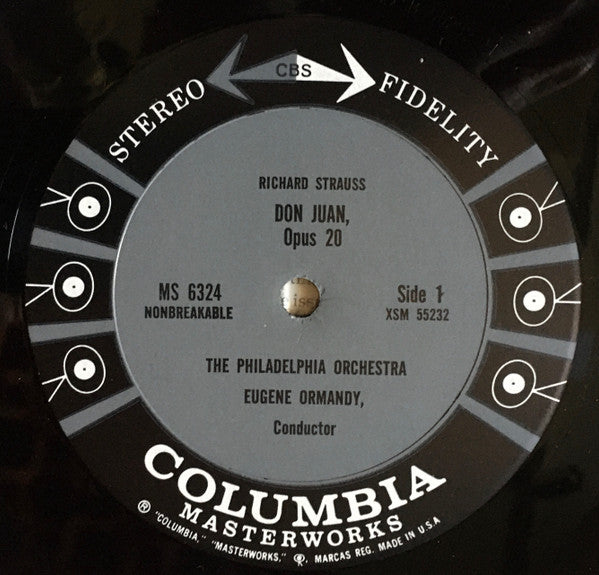 STEREO CBS FIDELITY
RICHARD STRAUSS
DON JUAN,
Opus 20
MS 6324
NONBREAKABLE
Side 1
XSM 55232
THE PHILADELPHIA ORCHESTRA
EUGENE ORMANDY,
Conductor
COLUMBIA
MASTERWORKS
® "COLUMBIA," "MASTERWORKS," Ⓟ. MARCAS REG. MADE IN U.S.A